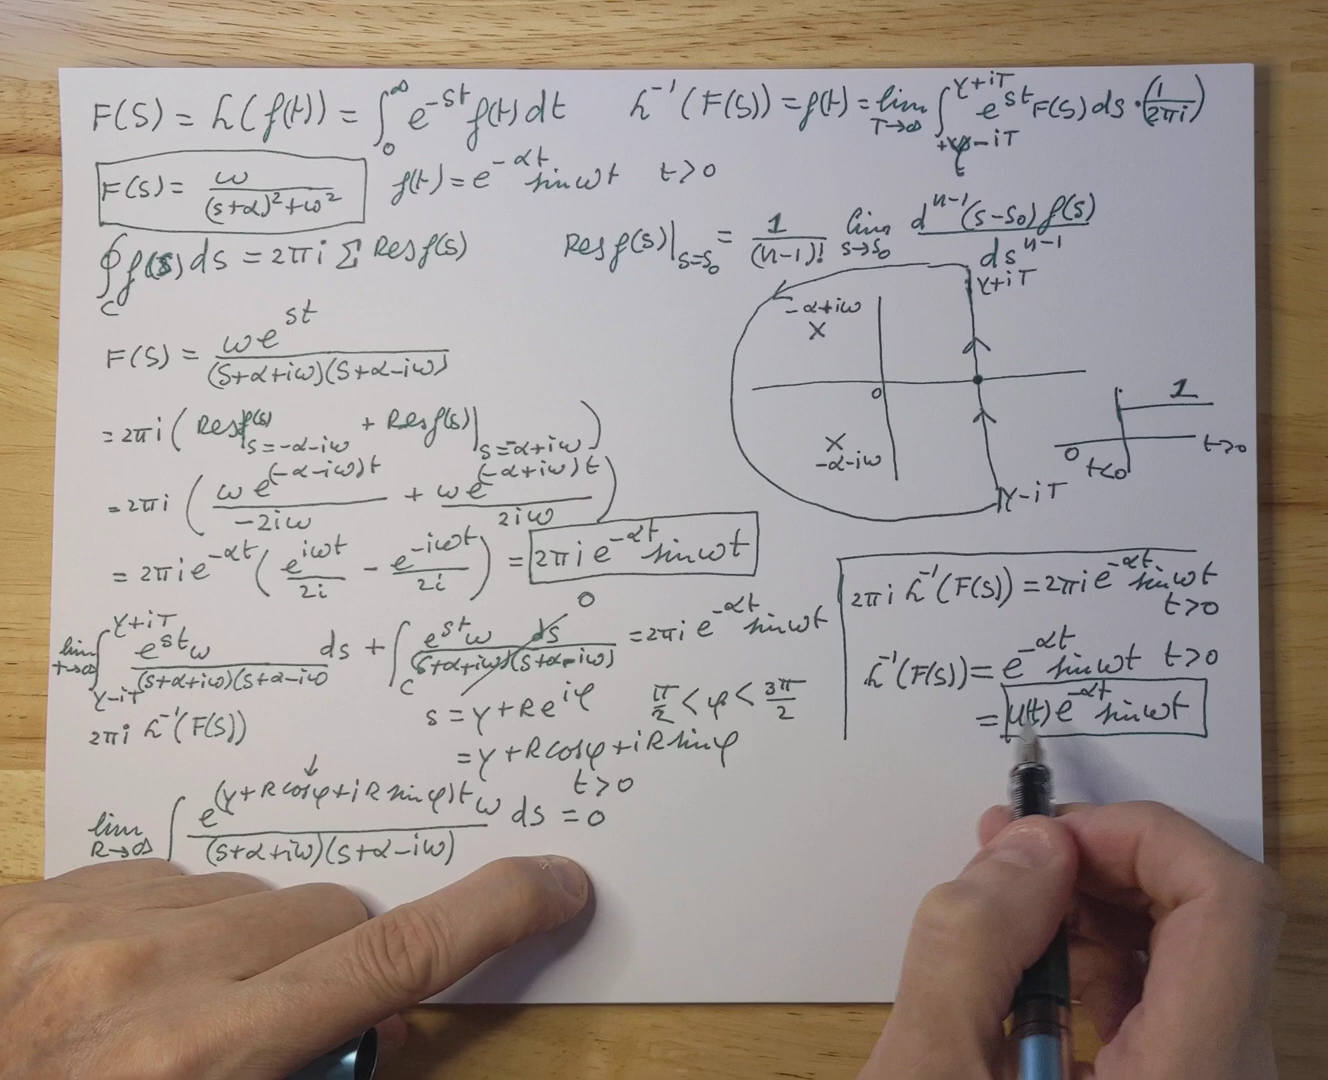 F(s) = L(f(t)) = ∫₀^∞ e^{-st} f(t) dt    L⁻¹(F(s)) = f(t) = lim_{T→∞} ∫_{γ-iT}^{γ+iT} e^{st} F(s) ds · (1/2πi)
F(s) = ω/((s+α)²+ω²)    f(t) = e^{-αt} sin ωt    t>0
∮_C f(s) ds = 2πi Σ Res f(s)    Res f(s)|_{s=s₀} = 1/(n-1)! lim_{s→s₀} d^{n-1}(s-s₀)f(s)/ds^{n-1}
F(s) = ωe^{st}/((s+α+iω)(s+α-iω))
= 2πi (Res f(s)|_{s=-α-iω} + Res f(s)|_{s=-α+iω})
= 2πi (ωe^{(-α-iω)t}/(-2iω) + ωe^{(-α+iω)t}/(2iω))
= 2πi e^{-αt} (e^{iωt}/2i - e^{-iωt}/2i) = 2πi e^{-αt} sin ωt
lim_{T→∞} ∫_{γ-iT}^{γ+iT} e^{st}ω/((s+α+iω)(s+α-iω) ds + ∫_C e^{st}ω ds/((s+α+iω)(s+α-iω)) = 2πi e^{-αt} sin ωt
0
2πi L⁻¹(F(s))
s = γ+Re^{iφ}    π/2 < φ < 3π/2
= γ+R cosφ + iR sinφ
t>0
lim_{R→∞} ∫ e^{(γ+R cosφ+iR sinφ)t} ω/((s+α+iω)(s+α-iω)) ds = 0
γ+iT
-α+iω
0
-α-iω
γ-iT
1
0
t<0
t>0
2πi L⁻¹(F(s)) = 2πi e^{-αt} sin ωt
t>0
L⁻¹(F(s)) = e^{-αt} sin ωt    t>0
= μ(t) e^{-αt} sin ωt